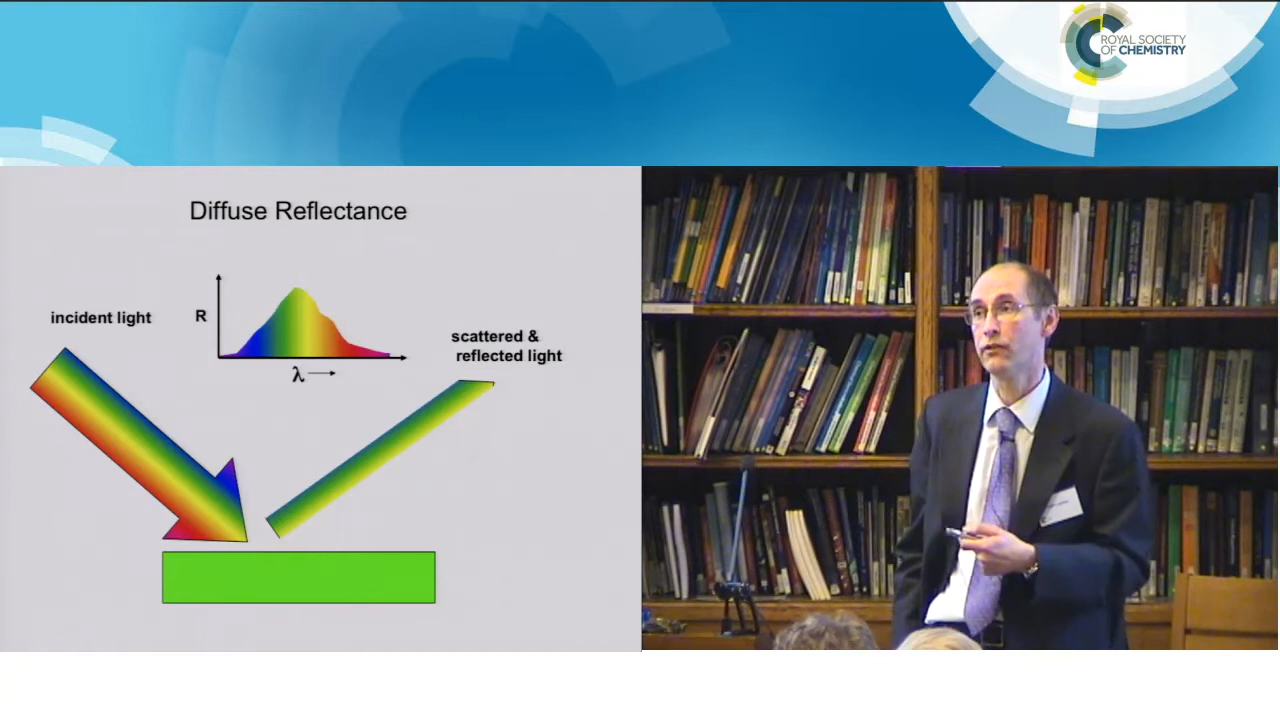 ROYAL SOCIETY
OF CHEMISTRY
Diffuse Reflectance
incident light
R
λ
scattered &
reflected light